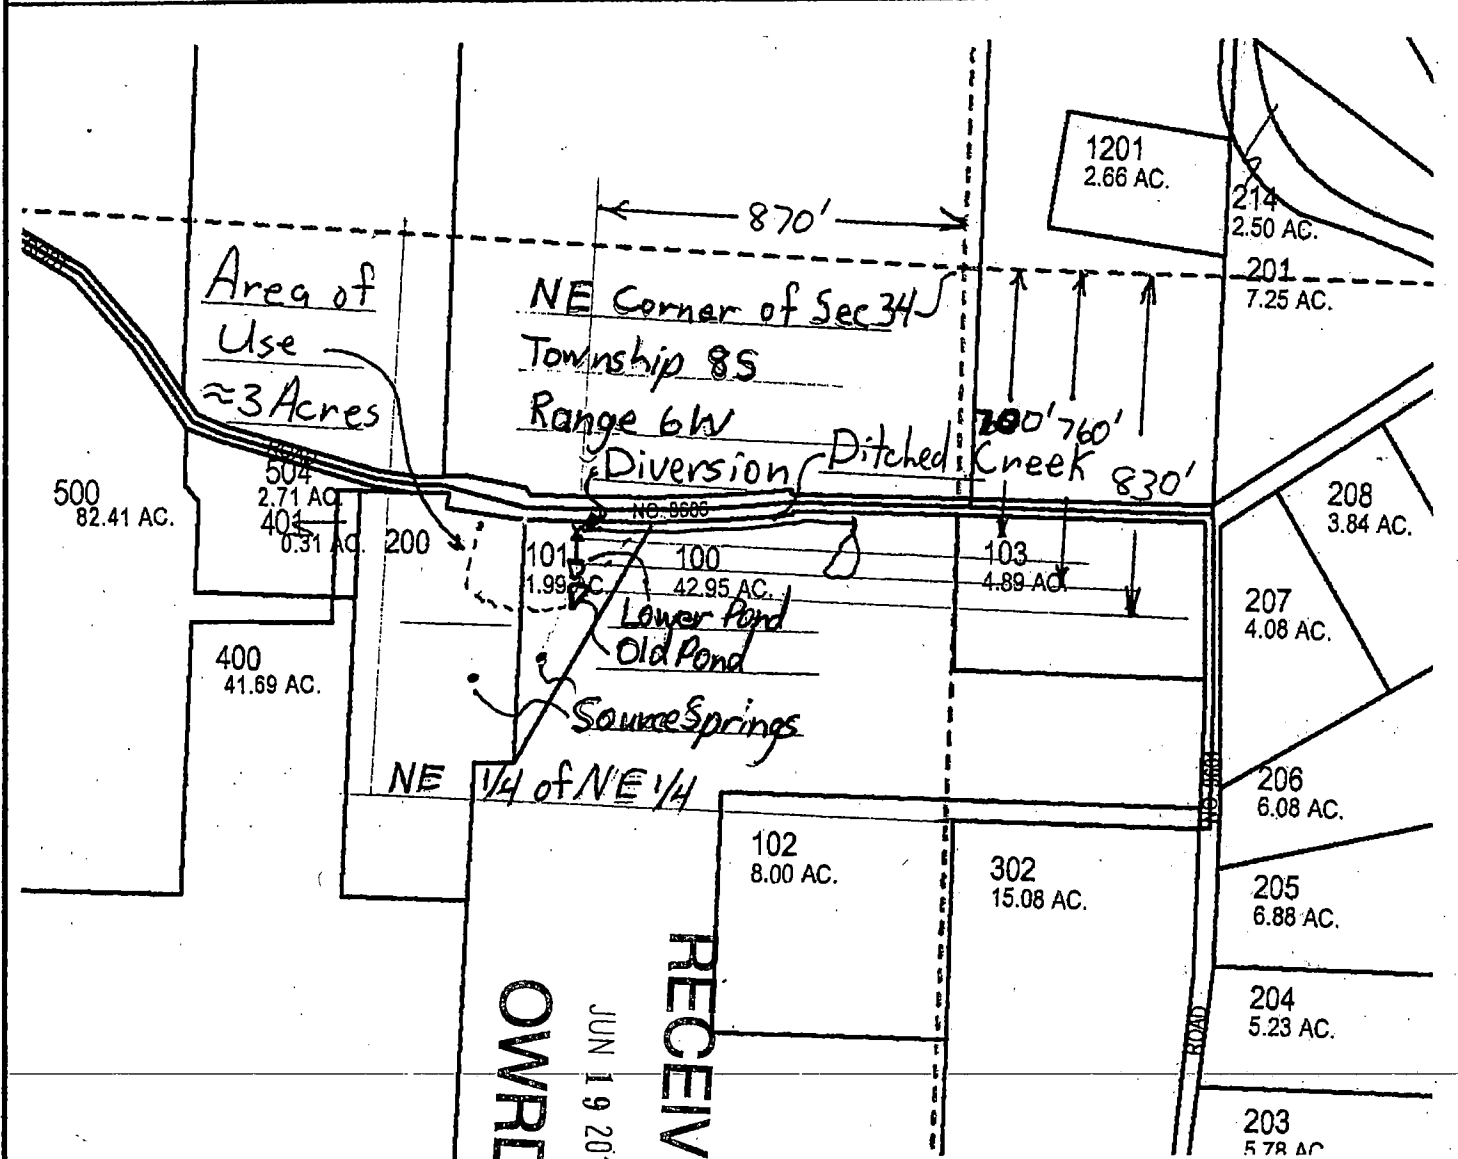 1201
2.66 AC.
214
2.50 AC.
870'
201
7.25 AC.
Area of
Use
≈3 Acres
NE Corner of Sec 34
Township 8S
Range 6W
Diversion
Ditched Creek
760'
830'
504
2.71 AC
401
0.31 AC.
500
82.41 AC.
200
NO. 8686
101
1.99 C.
100
42.95 AC.
103
4.89 AC.
208
3.84 AC.
207
4.08 AC.
Lower Pond
Old Pond
400
41.69 AC.
Source Springs
NE 1/4 of NE 1/4
206
6.08 AC.
102
8.00 AC.
302
15.08 AC.
205
6.88 AC.
204
5.23 AC.
ROAD
203
5.78 AC
RECEIV
JUN 19 20
OWRD